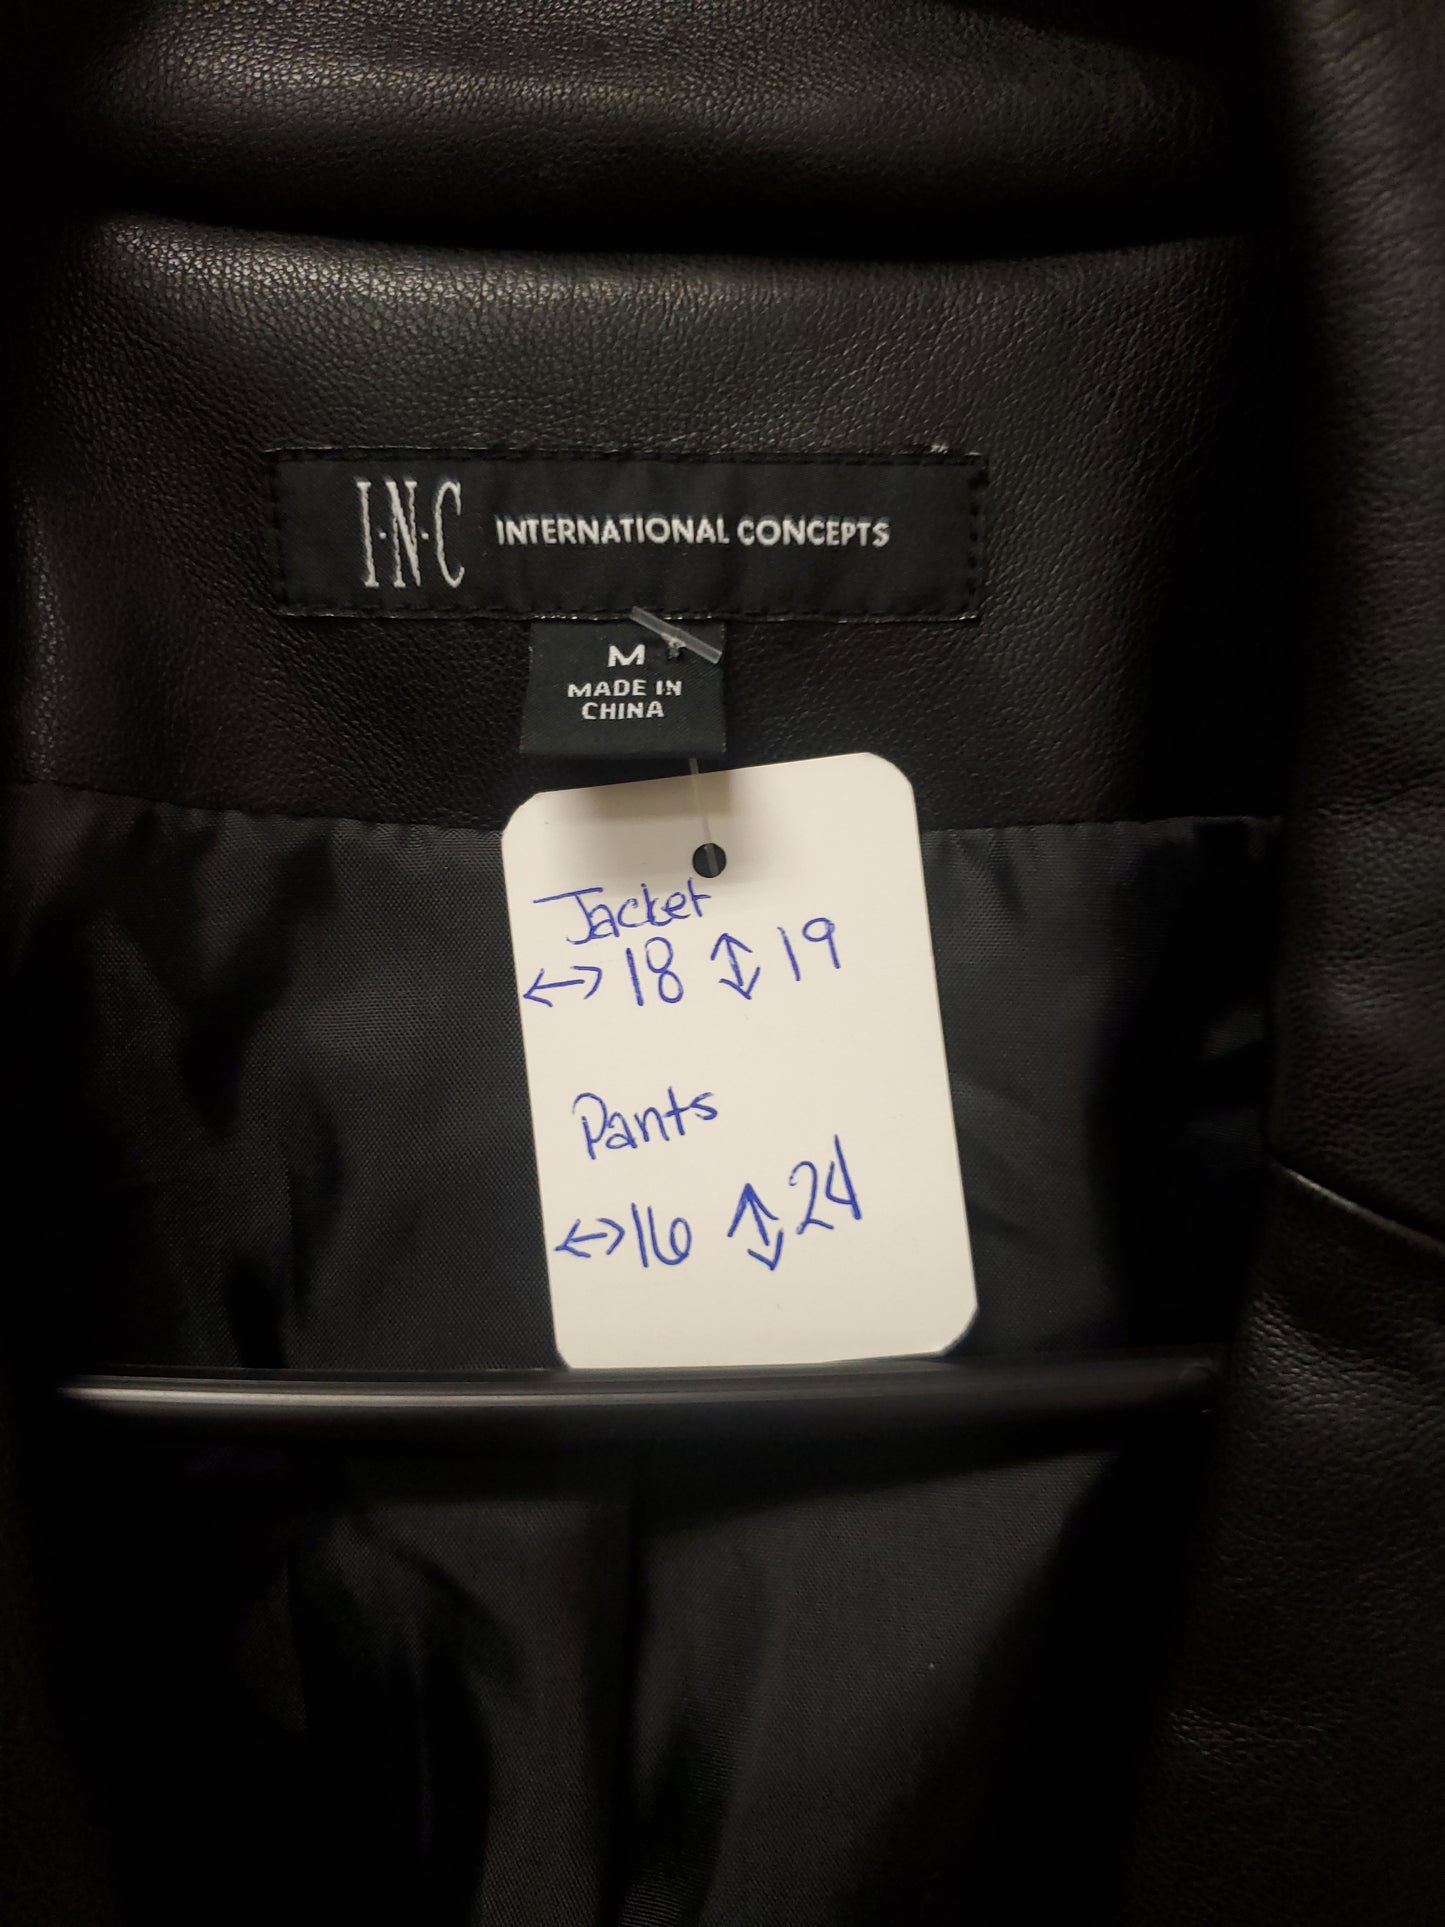 I·N·C INTERNATIONAL CONCEPTS
M
MADE IN
CHINA
Jacket
↔ 18 ↕ 19
Pants
↔ 16 ↕ 24